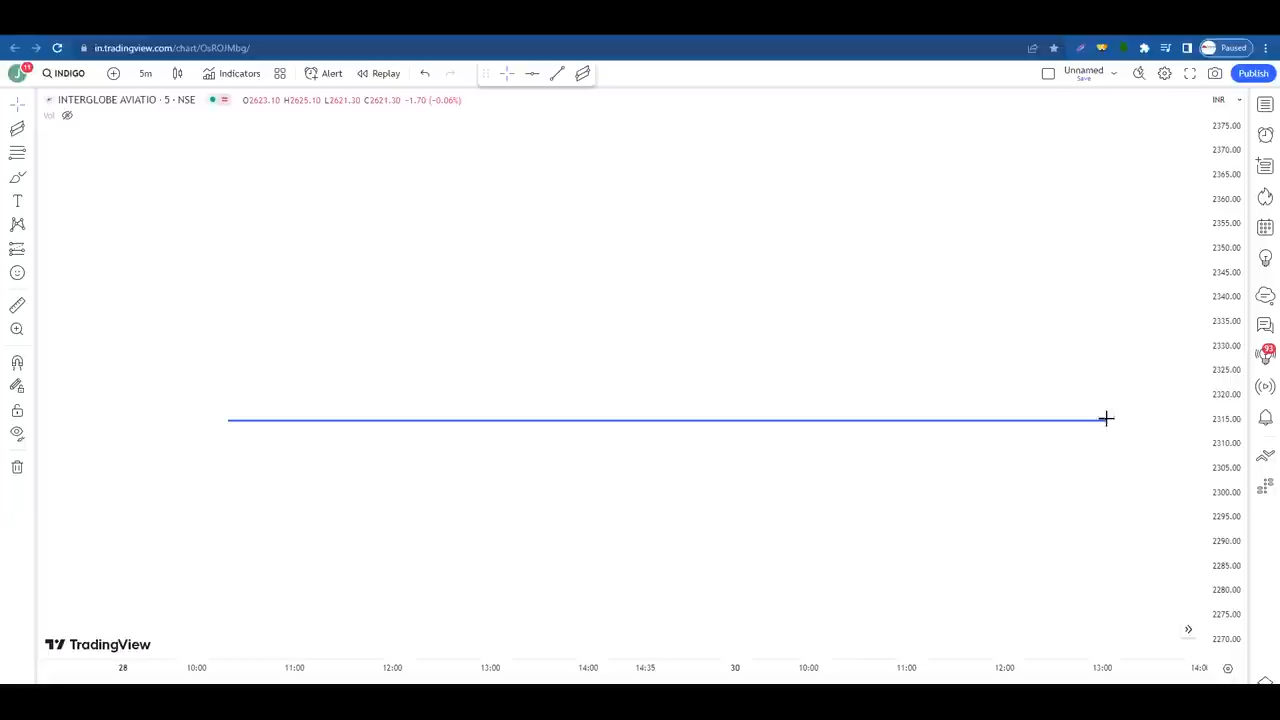 in.tradingview.com/chart/OsROJMbg/
Paused
J
11
INDIGO
5m
Indicators
Alert
Replay
Unnamed
Save
Publish
INTERGLOBE AVIATIO · 5 · NSE
O2623.10 H2625.10 L2621.30 C2621.30 −1.70 (−0.06%)
INR
Vol
2375.00
2370.00
2365.00
2360.00
2355.00
2350.00
2345.00
2340.00
2335.00
2330.00
2325.00
2320.00
2315.00
2310.00
2305.00
2300.00
2295.00
2290.00
2285.00
2280.00
2275.00
2270.00
93
TradingView
28 10:00 11:00 12:00 13:00 14:00 14:35 30 10:00 11:00 12:00 13:00